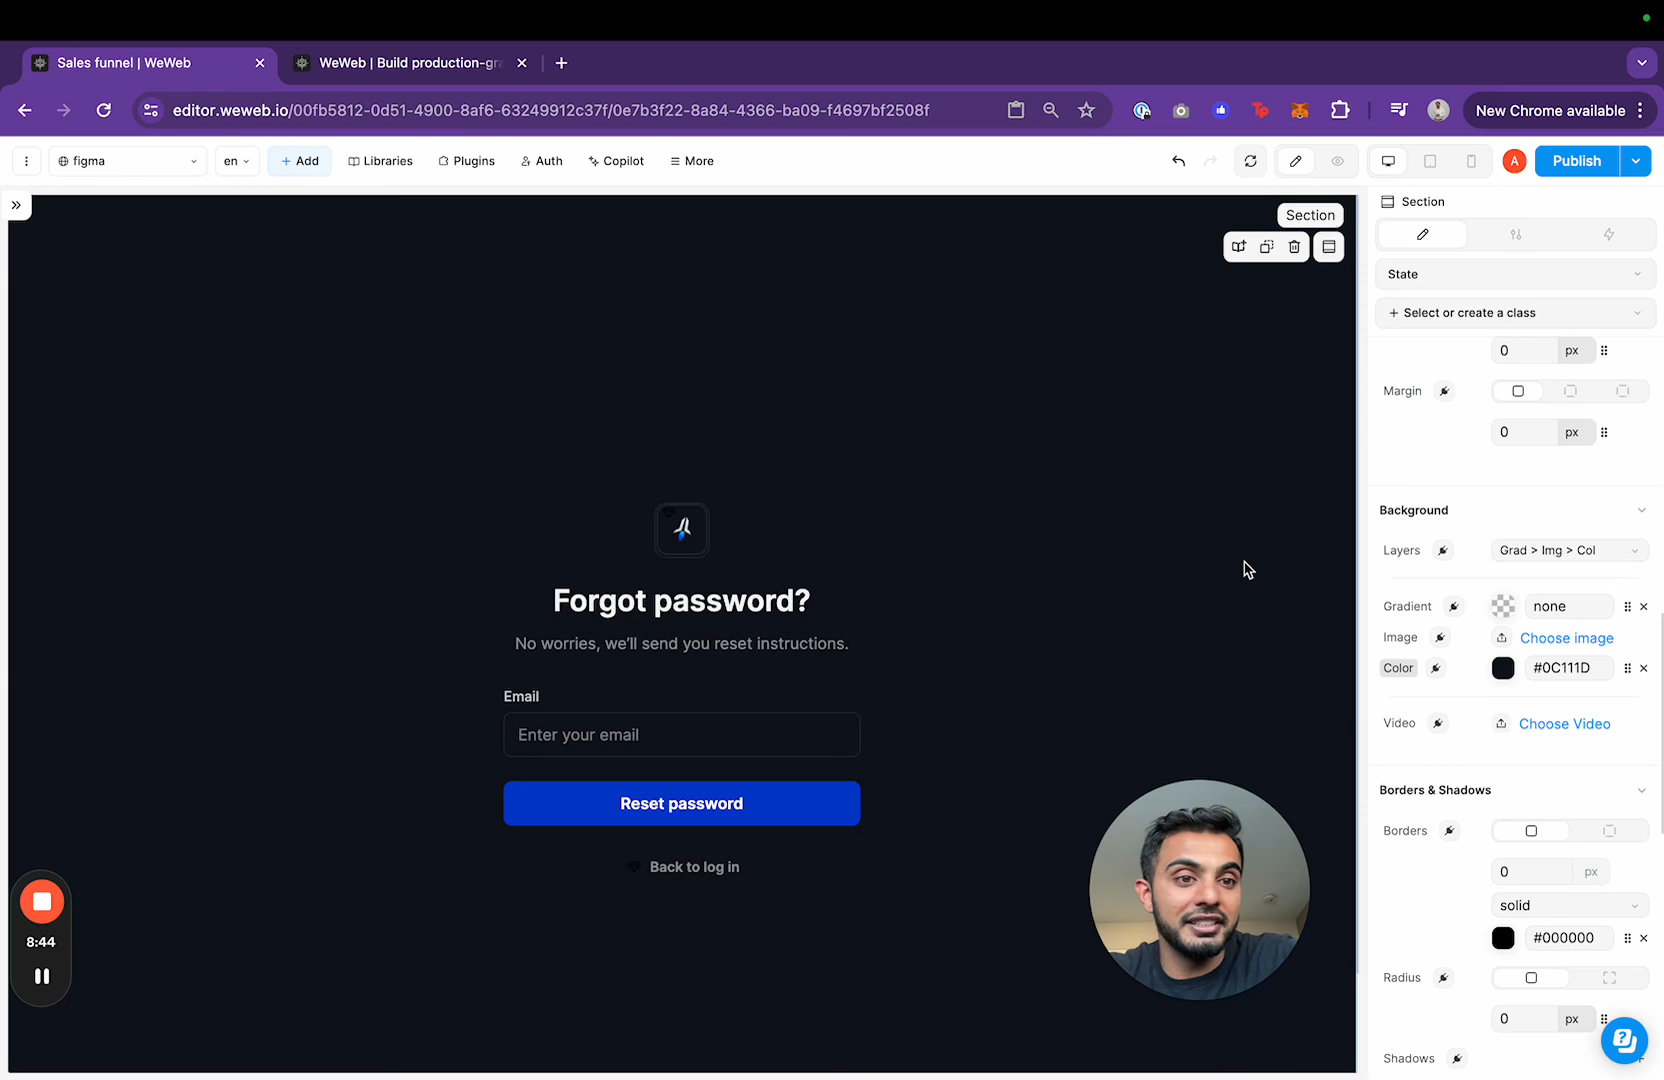 Sales funnel | WeWeb
WeWeb | Build production-gra
editor.weweb.io/00fb5812-0d51-4900-8af6-63249912c37f/0e7b3f22-8a84-4366-ba09-f4697bf2508f
New Chrome available
figma
en
+ Add
Libraries
Plugins
Auth
Copilot
More
A
Publish
Section
Section
State
+ Select or create a class
0 px
Margin
0 px
Background
Layers
Grad > Img > Col
Gradient
none
Image
Choose image
Color
#0C111D
Video
Choose Video
Borders & Shadows
Borders
0 px
solid
#000000
Radius
0 px
Shadows
Forgot password?
No worries, we'll send you reset instructions.
Email
Enter your email
Reset password
Back to log in
8:44